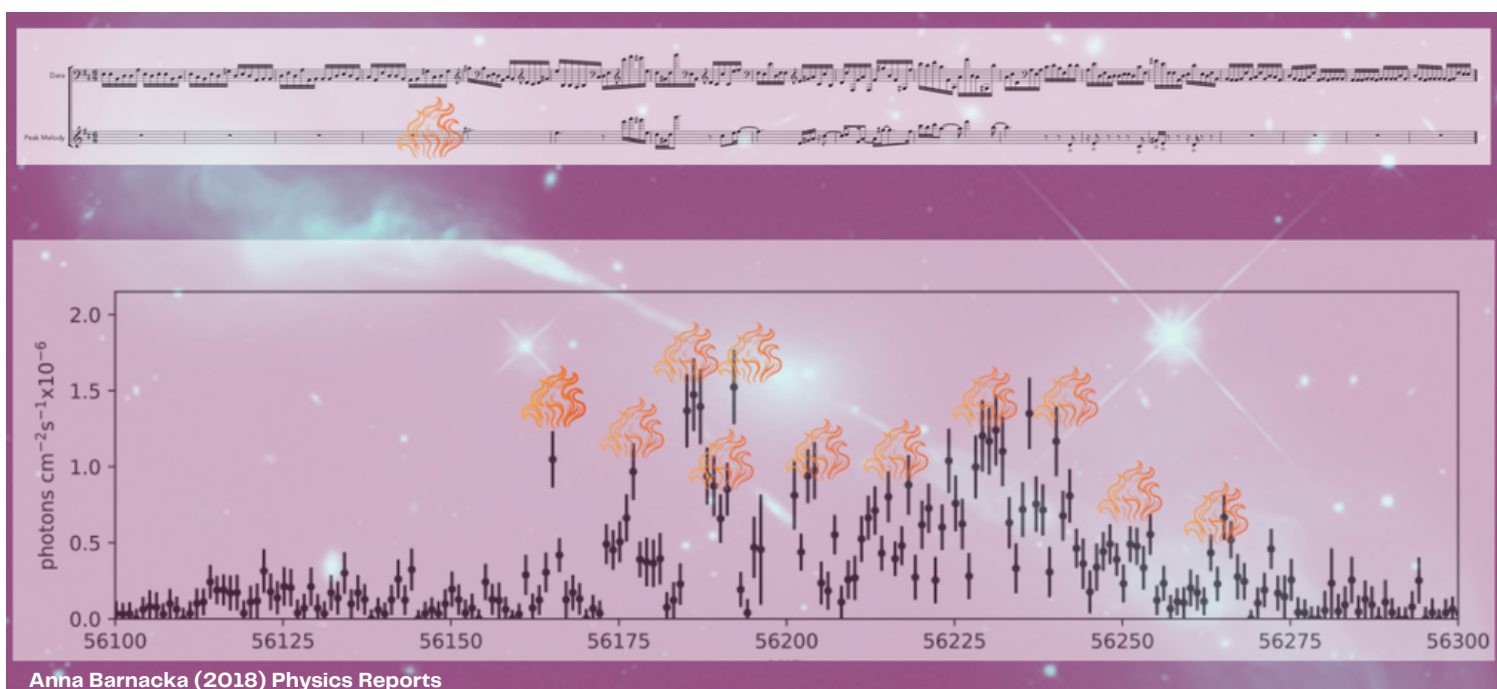 Data
Peak Melody
2.0
1.5
1.0
0.5
0.0
photons cm⁻²s⁻¹x10⁻⁶
56100 56125 56150 56175 56200 56225 56250 56275 56300
Anna Barnacka (2018) Physics Reports